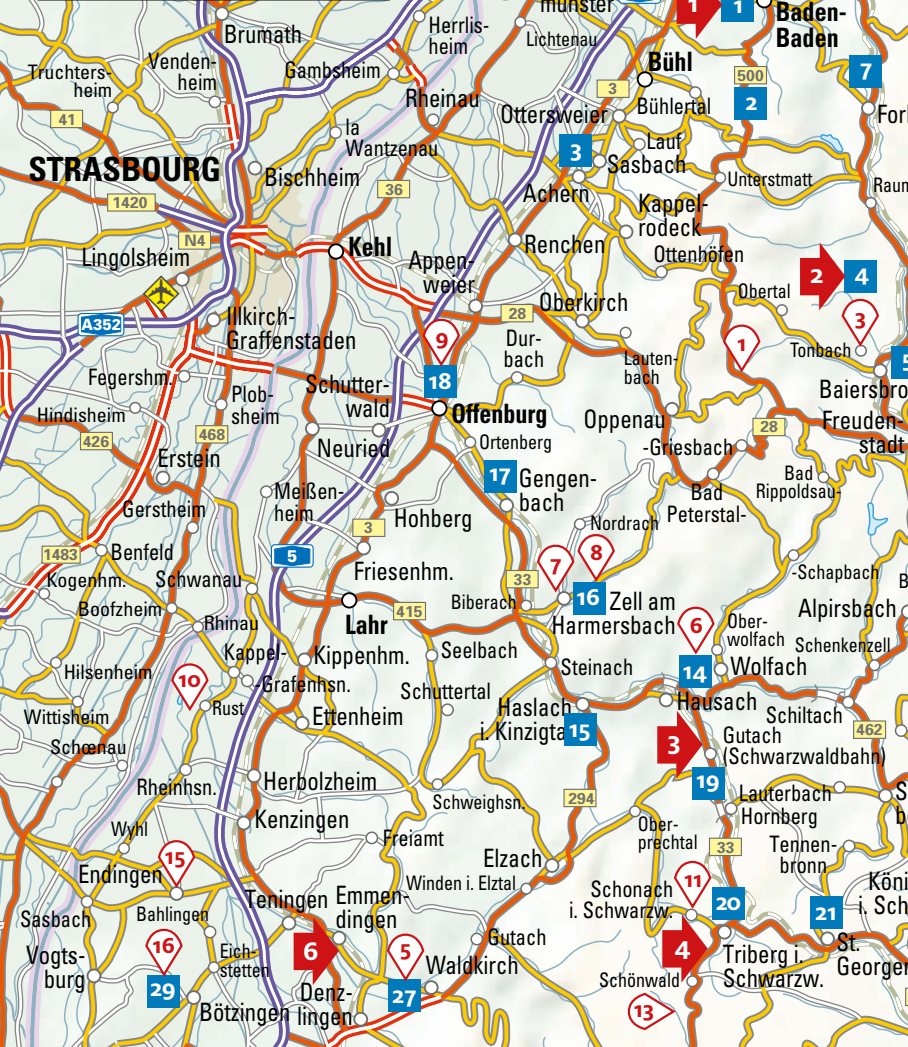 munster
1
1
Baden-
Baden
Brumath
Herrlis-
heim
Lichtenau
Bühl
Venden-
heim
Gambsheim
Truchters-
heim
7
500
3
2
Rheinau
Ottersweier
Bühlertal
41
la
Wantzenau
Lauf
STRASBOURG
3
Sasbach
Bischheim
Unterstmatt
36
Achern
1420
Kappel-
rodeck
N4
Kehl
Renchen
Ottenhöfen
Lingolsheim
Appen-
weier
2
4
Obertal
Oberkirch
28
A352
Illkirch-
Graffenstaden
9
Dur-
bach
1
3
Tonbach
Lauten-
bach
Fegershm.
18
Schutter-
wald
Plob-
sheim
Baiersbro
Hindisheim
Offenburg
Oppenau
Freuden-
stadt
28
426
468
Neuried
Ortenberg
-Griesbach
Erstein
17
Gengen-
bach
Bad
Rippoldsau-
Bad
Peterstal-
Meißen-
heim
Gerstheim
Hohberg
Nordrach
3
5
1483
Benfeld
Friesenhm.
7
8
-Schapbach
Kogenhm.
Schwanau
33
16
Zell am
Harmersbach
Boofzheim
Biberach
415
Lahr
6
Ober-
wolfach
Alpirsbach
Rhinau
Schenkenzell
Seelbach
Kappel-
Grafenhsn.
Kippenhm.
Steinach
14
Wolfach
Hilsenheim
10
Rust
Schuttertal
Hausach
Wittisheim
Ettenheim
Haslach
i. Kinzigta
15
Schiltach
3
Gutach
(Schwarzwaldbahn)
462
Schœnau
Rheinhsn.
Herbolzheim
19
Schweighsn.
294
Lauterbach
Hornberg
Wyhl
Kenzingen
Freiamt
Ober-
prechtal
33
Tennen-
bronn
15
Endingen
Elzach
Winden i. Elztal
Schonach
i. Schwarzw.
11
Teningen
Emmen-
dingen
20
21
Sasbach
Bahlingen
6
Gutach
4
Triberg i.
Schwarzw.
St.
Georgen
Vogts-
burg
16
29
Eich-
stetten
5
27
Waldkirch
Schönwald
Bötzingen
Denz-
lingen
13